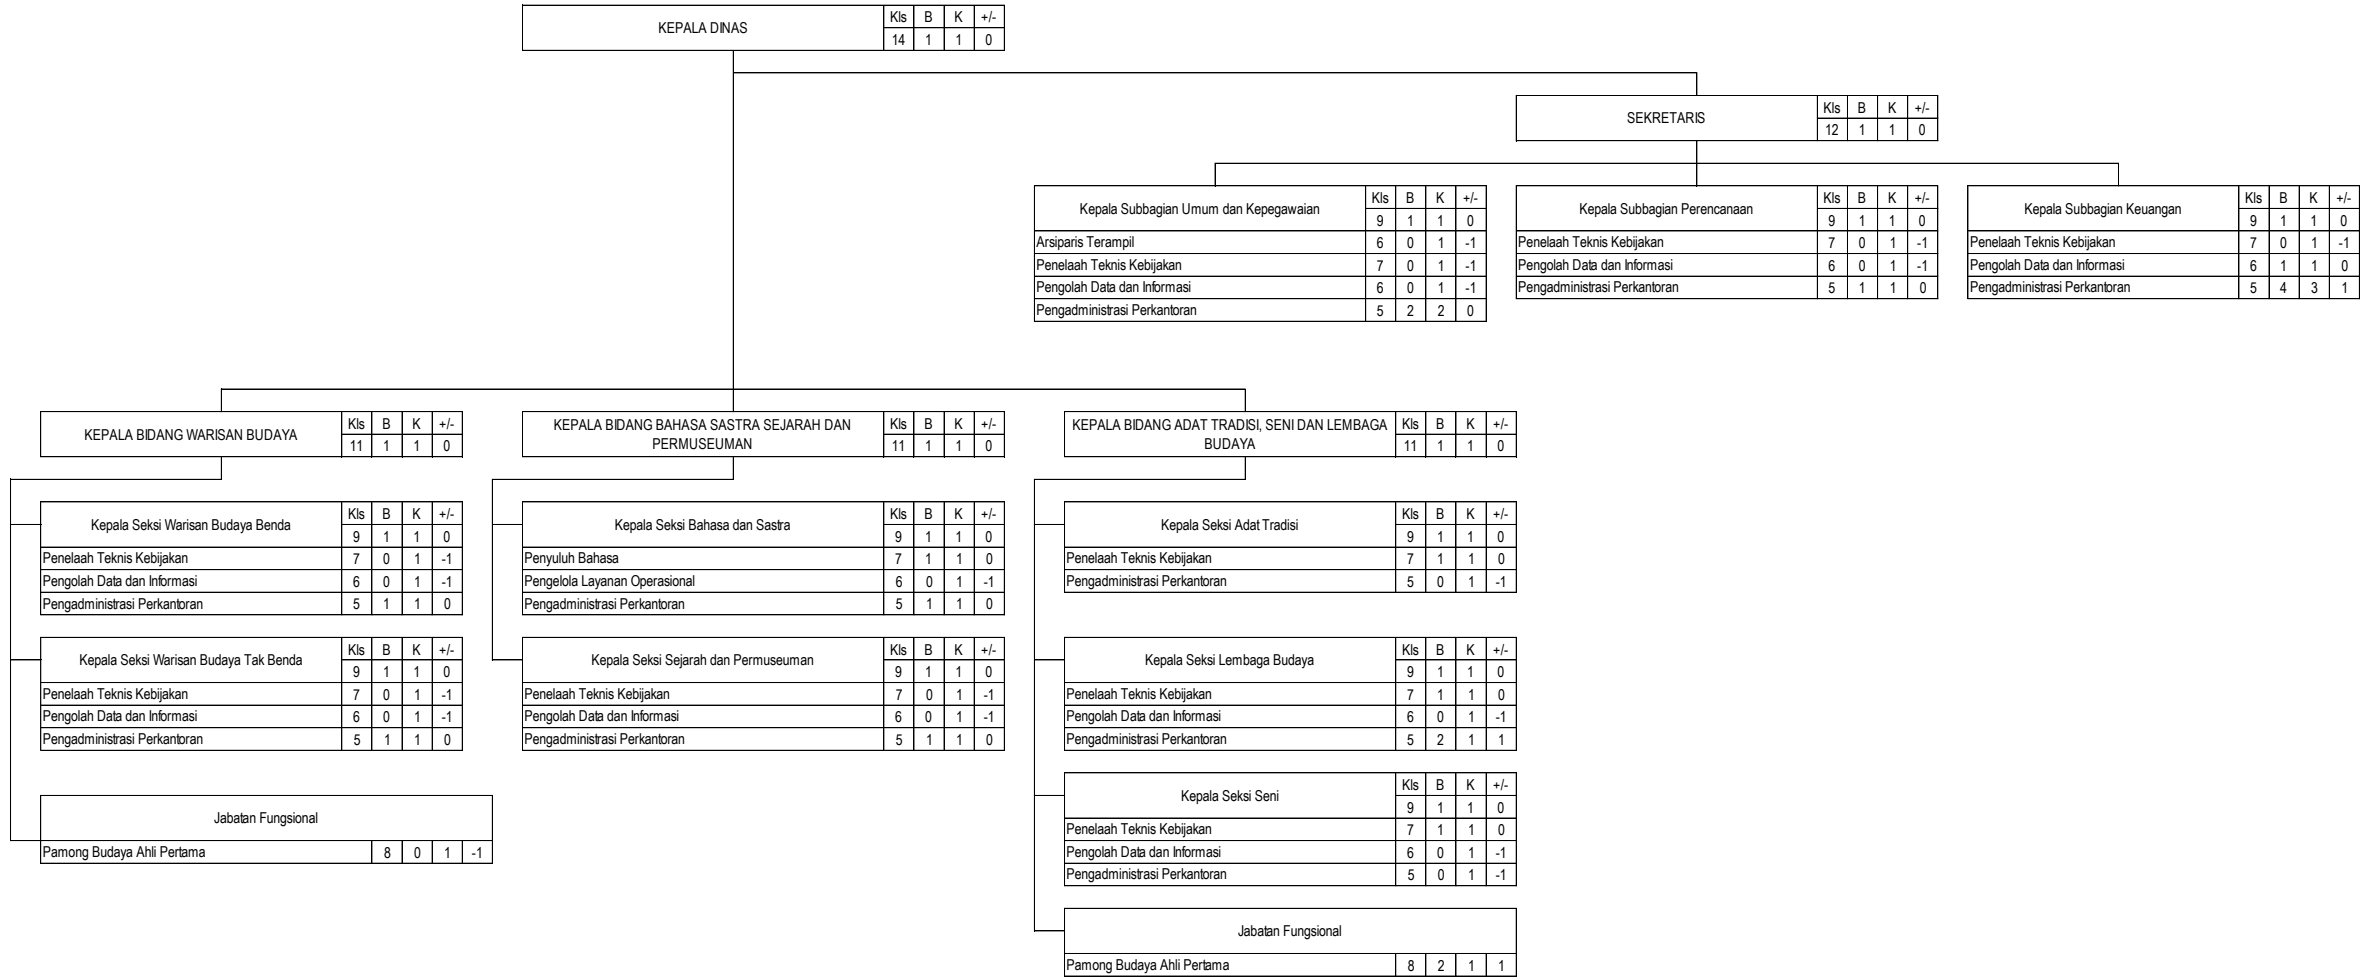 KEPALA DINAS Kls B K +/-
14 1 1 0
SEKRETARIS Kls B K +/-
12 1 1 0
Kepala Subbagian Umum dan Kepegawaian Kls B K +/-
9 1 1 0
Arsiparis Terampil 6 0 1 -1
Penelaah Teknis Kebijakan 7 0 1 -1
Pengolah Data dan Informasi 6 0 1 -1
Pengadministrasi Perkantoran 5 2 2 0
Kepala Subbagian Perencanaan Kls B K +/-
9 1 1 0
Penelaah Teknis Kebijakan 7 0 1 -1
Pengolah Data dan Informasi 6 0 1 -1
Pengadministrasi Perkantoran 5 1 1 0
Kepala Subbagian Keuangan Kls B K +/-
9 1 1 0
Penelaah Teknis Kebijakan 7 0 1 -1
Pengolah Data dan Informasi 6 1 1 0
Pengadministrasi Perkantoran 5 4 3 1
KEPALA BIDANG WARISAN BUDAYA Kls B K +/-
11 1 1 0
Kepala Seksi Warisan Budaya Benda Kls B K +/-
9 1 1 0
Penelaah Teknis Kebijakan 7 0 1 -1
Pengolah Data dan Informasi 6 0 1 -1
Pengadministrasi Perkantoran 5 1 1 0
Kepala Seksi Warisan Budaya Tak Benda Kls B K +/-
9 1 1 0
Penelaah Teknis Kebijakan 7 0 1 -1
Pengolah Data dan Informasi 6 0 1 -1
Pengadministrasi Perkantoran 5 1 1 0
Jabatan Fungsional
Pamong Budaya Ahli Pertama 8 0 1 -1
KEPALA BIDANG BAHASA SASTRA SEJARAH DAN Kls B K +/-
PERMUSEUMAN 11 1 1 0
Kepala Seksi Bahasa dan Sastra Kls B K +/-
9 1 1 0
Penyuluh Bahasa 7 1 1 0
Pengelola Layanan Operasional 6 0 1 -1
Pengadministrasi Perkantoran 5 1 1 0
Kepala Seksi Sejarah dan Permuseuman Kls B K +/-
9 1 1 0
Penelaah Teknis Kebijakan 7 0 1 -1
Pengolah Data dan Informasi 6 0 1 -1
Pengadministrasi Perkantoran 5 1 1 0
KEPALA BIDANG ADAT TRADISI, SENI DAN LEMBAGA Kls B K +/-
BUDAYA 11 1 1 0
Kepala Seksi Adat Tradisi Kls B K +/-
9 1 1 0
Penelaah Teknis Kebijakan 7 1 1 0
Pengadministrasi Perkantoran 5 0 1 -1
Kepala Seksi Lembaga Budaya Kls B K +/-
9 1 1 0
Penelaah Teknis Kebijakan 7 1 1 0
Pengolah Data dan Informasi 6 0 1 -1
Pengadministrasi Perkantoran 5 2 1 1
Kepala Seksi Seni Kls B K +/-
9 1 1 0
Penelaah Teknis Kebijakan 7 1 1 0
Pengolah Data dan Informasi 6 0 1 -1
Pengadministrasi Perkantoran 5 0 1 -1
Jabatan Fungsional
Pamong Budaya Ahli Pertama 8 2 1 1